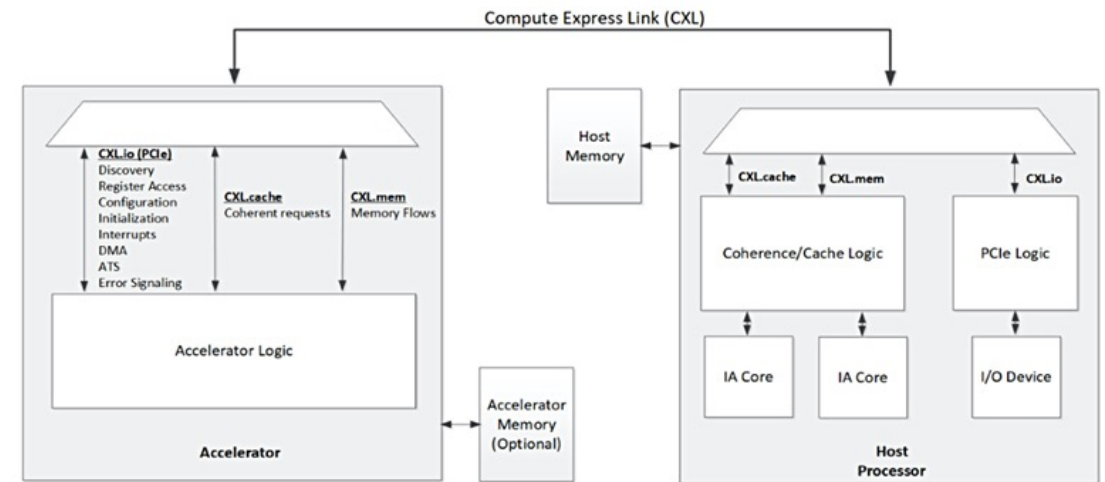 Compute Express Link (CXL)
CXL.io (PCIe)
Discovery
Register Access
Configuration
Initialization
Interrupts
DMA
ATS
Error Signaling
CXL.cache
Coherent requests
CXL.mem
Memory Flows
Accelerator Logic
Accelerator
Accelerator
Memory
(Optional)
Host
Memory
CXL.cache
CXL.mem
CXL.io
Coherence/Cache Logic
PCIe Logic
IA Core
IA Core
I/O Device
Host
Processor